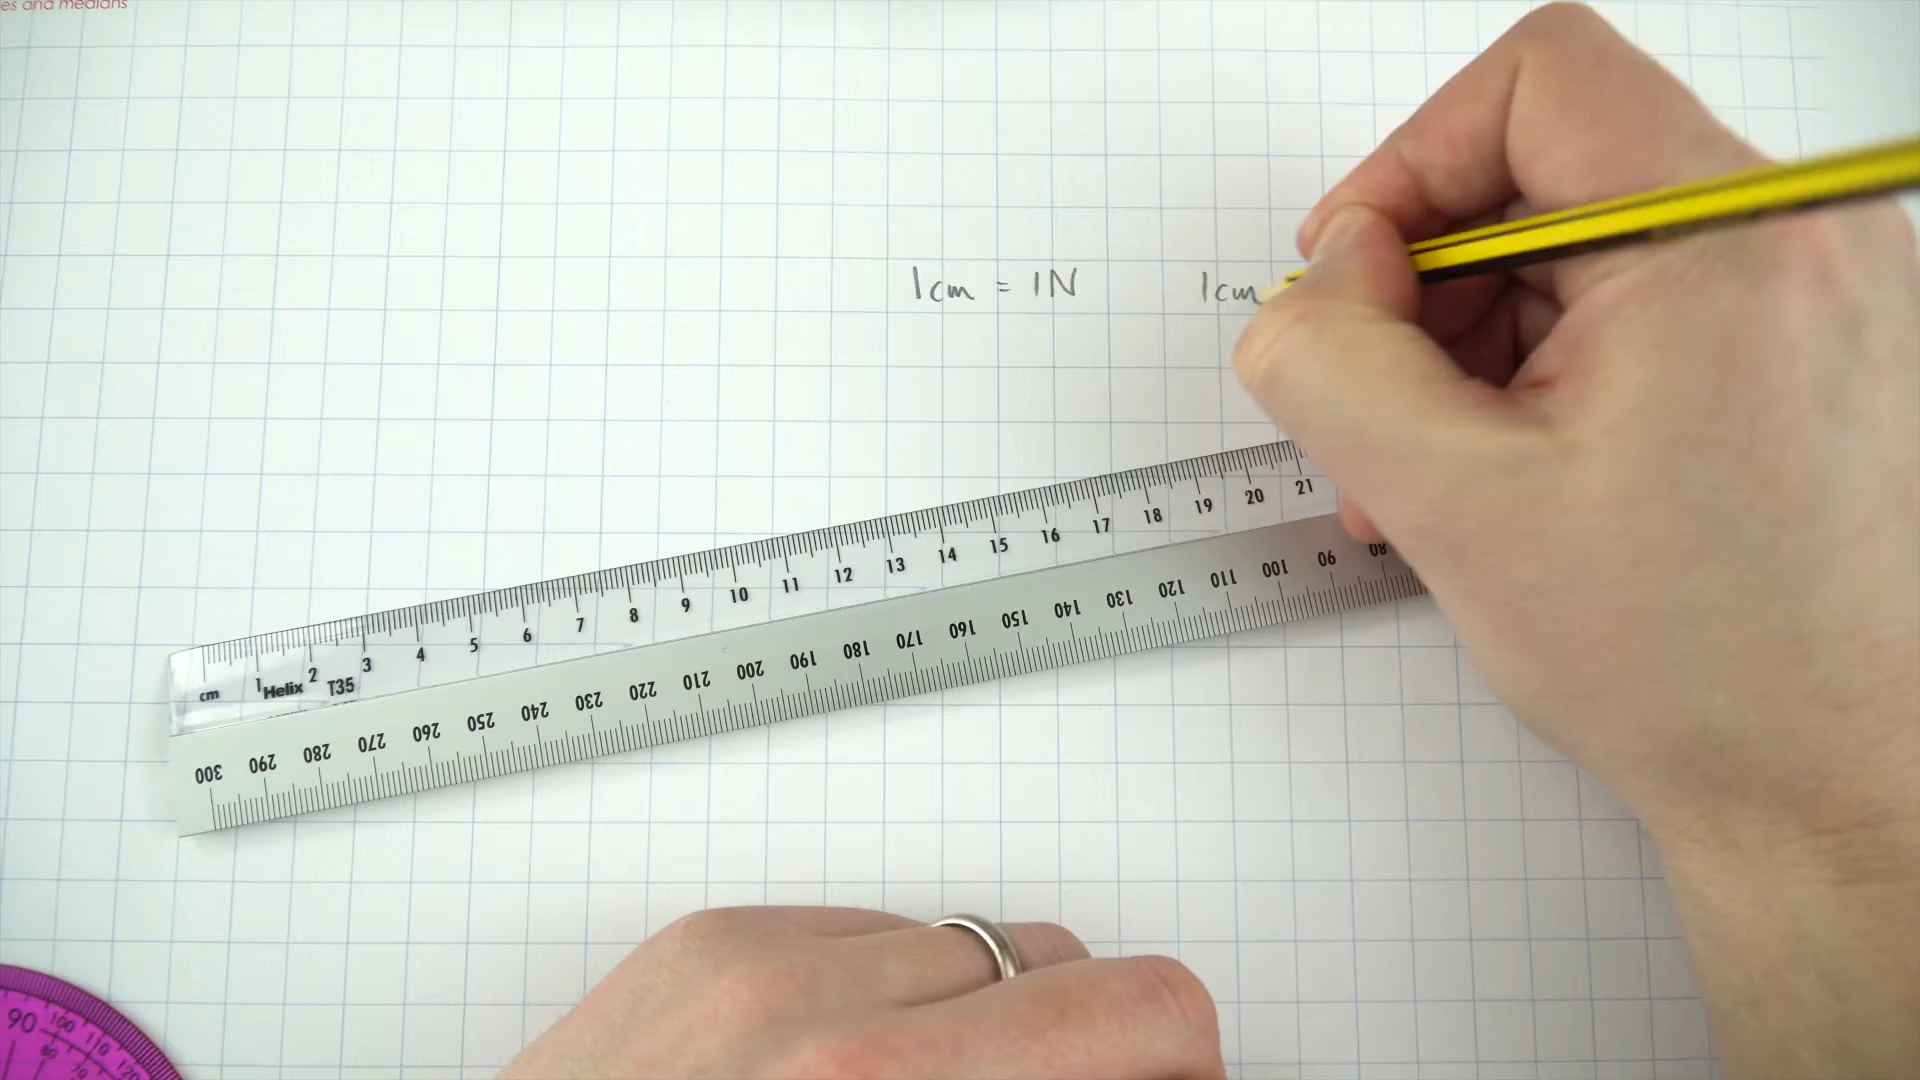 es and medians
1cm = 1N 1cm
1 2 3 4 5 6 7 8 9 10 11 12 13 14 15 16 17 18 19 20 21
cm Helix T35
300 290 280 270 260 250 240 230 220 210 200 190 180 170 160 150 140 130 120 110 100 90 80
90 100 110 120
80 70